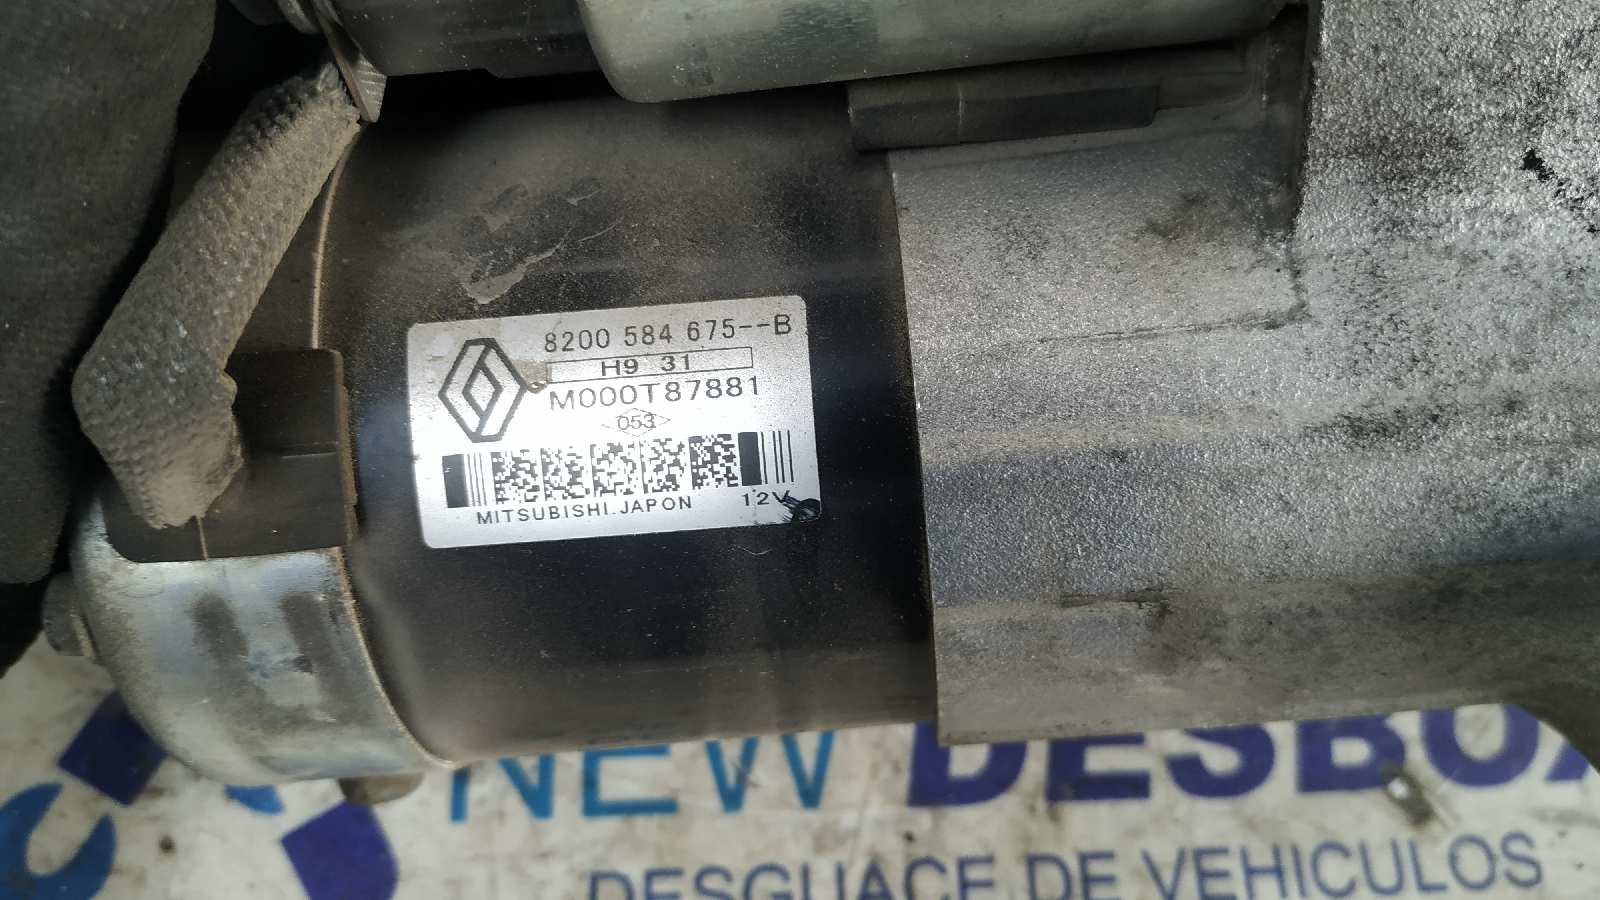 8200 584 675--B
H9 31
M000T87881
053
MITSUBISHI.JAPON 12V
NEW DESBO
DESGUACE DE VEHICULOS